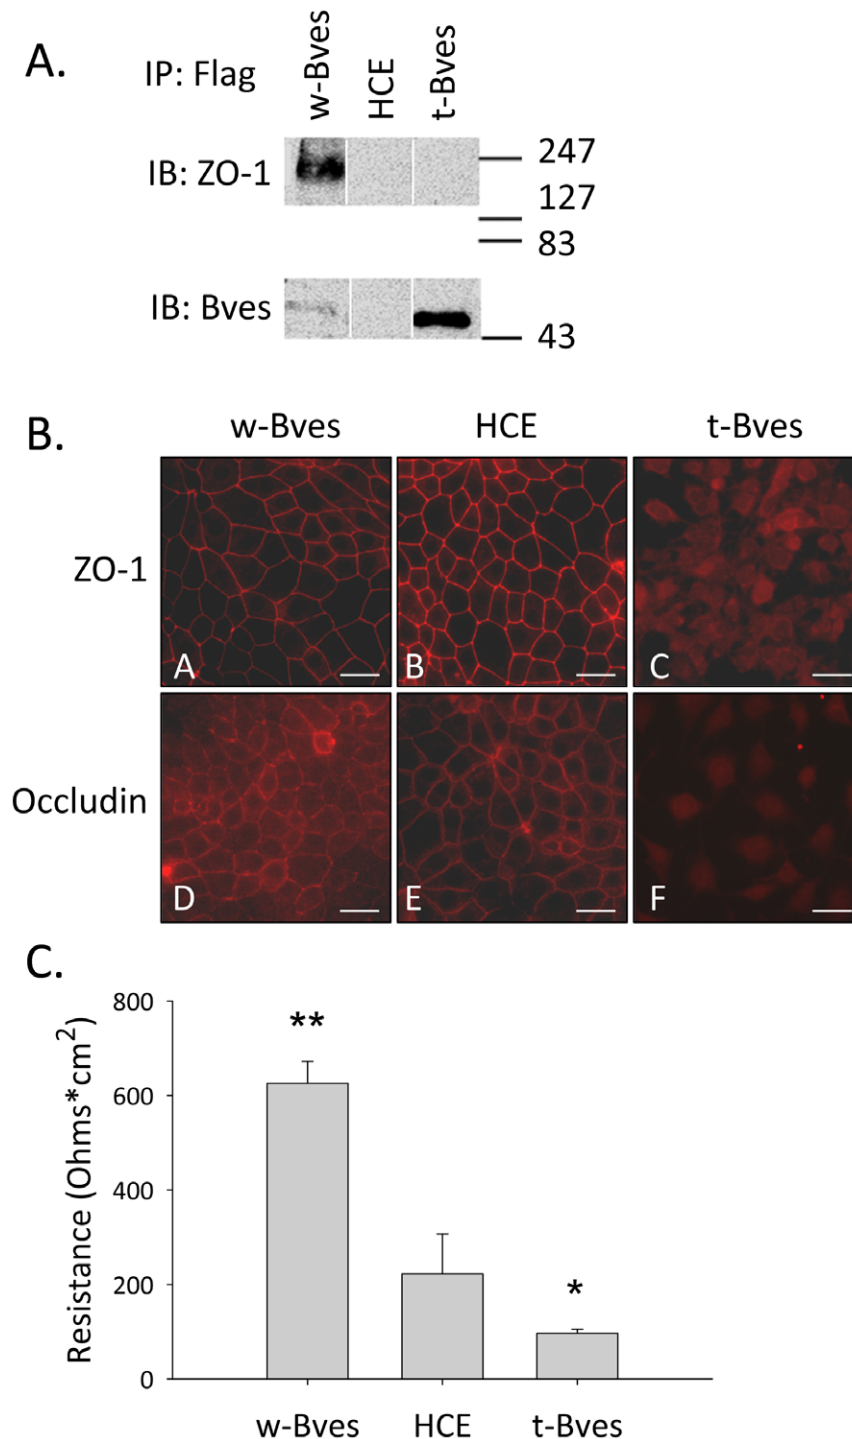 A.
IP: Flag
w-Bves
HCE
t-Bves
IB: ZO-1
247
127
83
IB: Bves
43
B.
w-Bves HCE t-Bves
ZO-1
A B C
Occludin
D E F
C.
Resistance (Ohms*cm²)
800
**
600
400
200
*
0
w-Bves HCE t-Bves